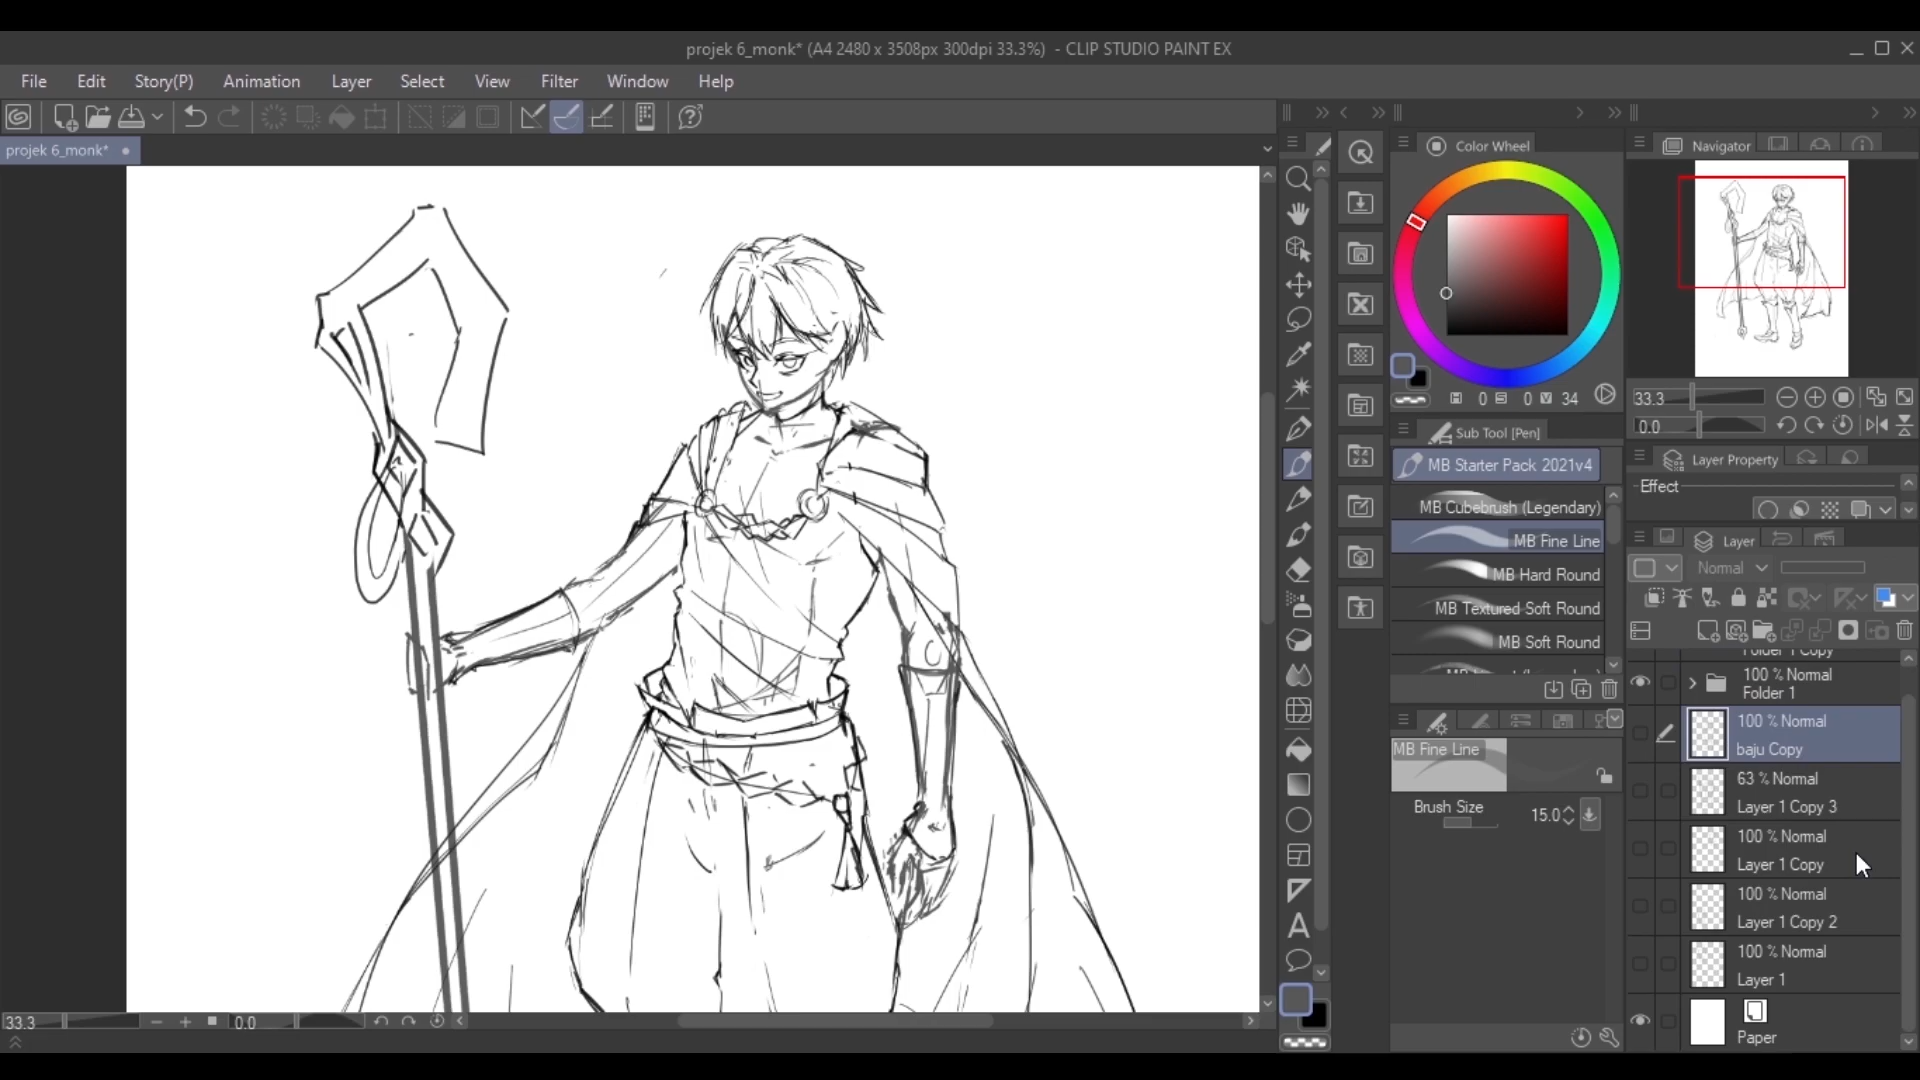 projek 6_monk* (A4 2480 x 3508px 300dpi 33.3%) - CLIP STUDIO PAINT EX
File Edit Story(P) Animation Layer Select View Filter Window Help
projek 6_monk*
Color Wheel
Navigator
H 0 S 0 V 34
33.3
0.0
Sub Tool [Pen]
MB Starter Pack 2021v4
MB Cubebrush (Legendary)
MB Fine Line
MB Hard Round
MB Textured Soft Round
MB Soft Round
Layer Property
Effect
Layer
Normal
Folder 1 Copy
100 % Normal
Folder 1
100 % Normal
baju Copy
63 % Normal
Layer 1 Copy 3
100 % Normal
Layer 1 Copy
100 % Normal
Layer 1 Copy 2
100 % Normal
Layer 1
Paper
MB Fine Line
Brush Size 15.0
33.3 0.0